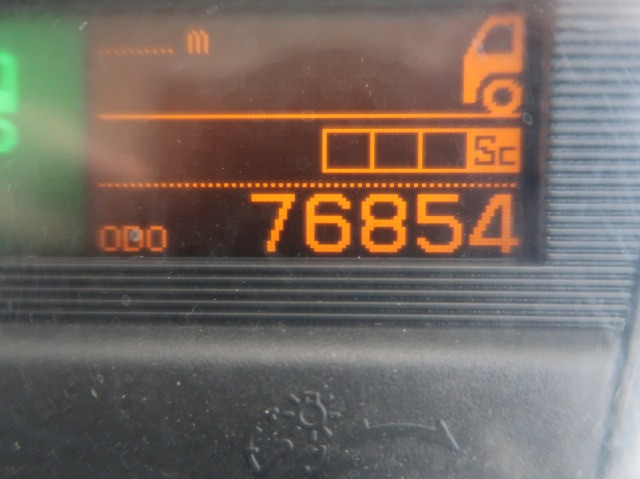 ........ m
Sc
ODO 76854